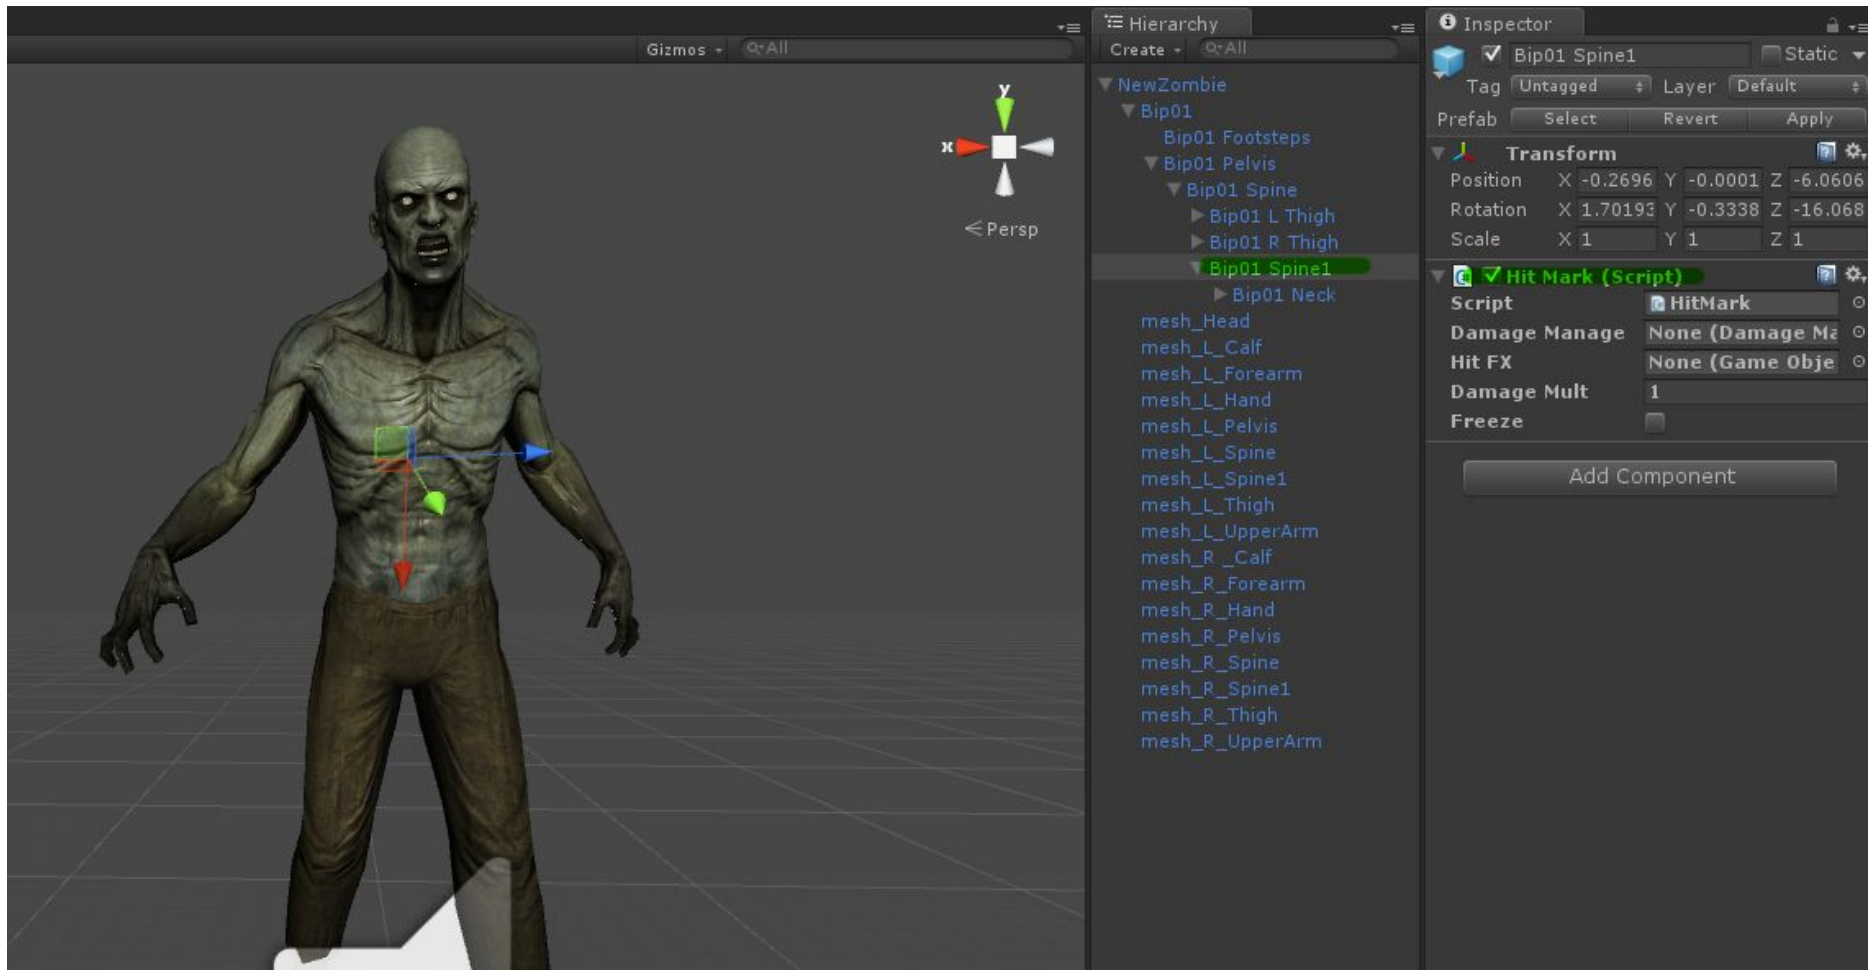 Gizmos All
y
x
Persp
Hierarchy
Create All
NewZombie
Bip01
Bip01 Footsteps
Bip01 Pelvis
Bip01 Spine
Bip01 L Thigh
Bip01 R Thigh
Bip01 Spine1
Bip01 Neck
mesh_Head
mesh_L_Calf
mesh_L_Forearm
mesh_L_Hand
mesh_L_Pelvis
mesh_L_Spine
mesh_L_Spine1
mesh_L_Thigh
mesh_L_UpperArm
mesh_R _Calf
mesh_R_Forearm
mesh_R_Hand
mesh_R_Pelvis
mesh_R_Spine
mesh_R_Spine1
mesh_R_Thigh
mesh_R_UpperArm
Inspector
Bip01 Spine1 Static
Tag Untagged Layer Default
Prefab Select Revert Apply
Transform
Position X -0.2696 Y -0.0001 Z -6.0606
Rotation X 1.70193 Y -0.3338 Z -16.068
Scale X 1 Y 1 Z 1
Hit Mark (Script)
Script HitMark
Damage Manage None (Damage Ma
Hit FX None (Game Obje
Damage Mult 1
Freeze
Add Component